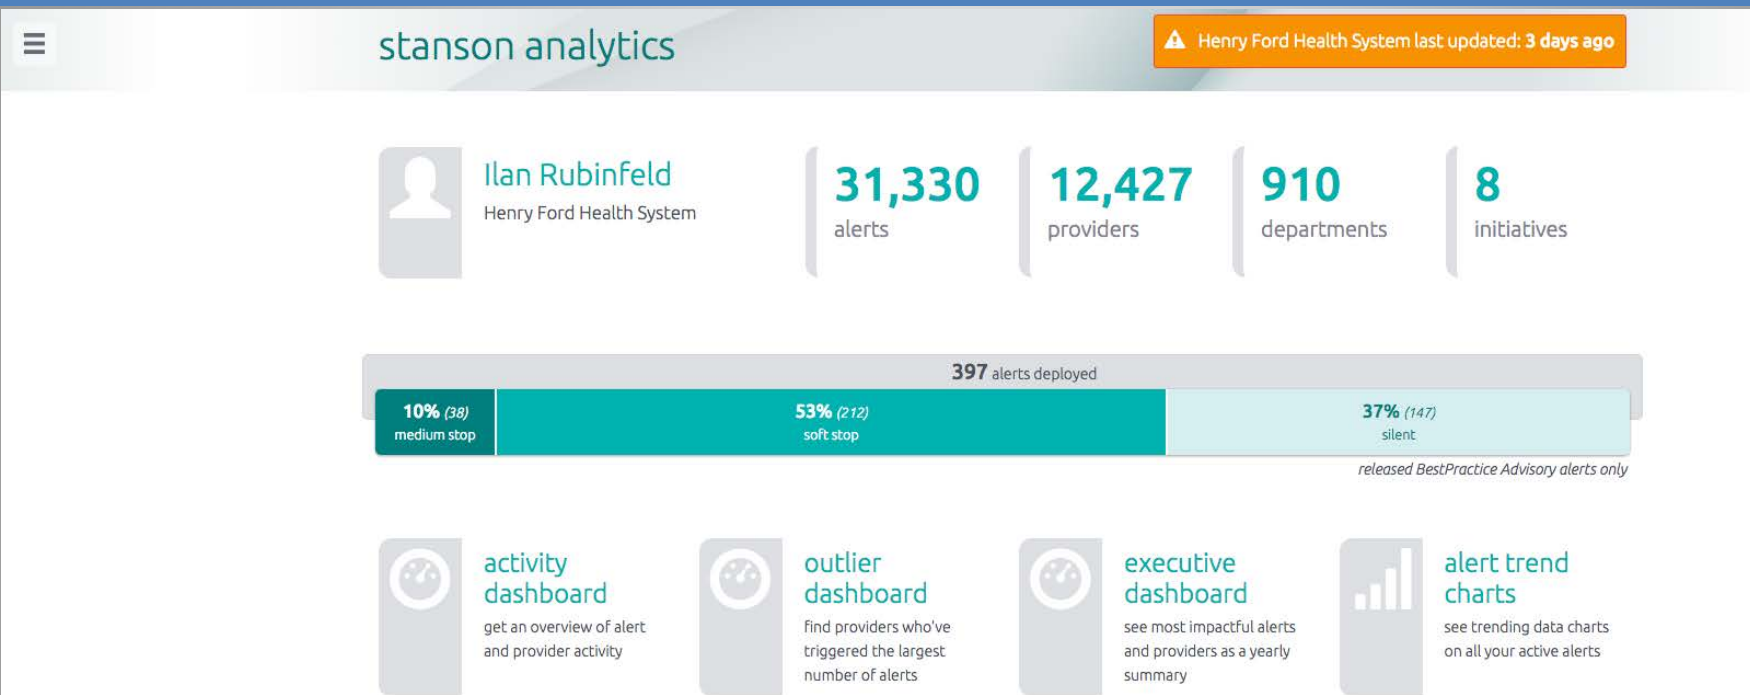 stanson analytics
Henry Ford Health System last updated: 3 days ago
Ilan Rubinfeld
Henry Ford Health System
31,330
alerts
12,427
providers
910
departments
8
initiatives
397 alerts deployed
10% (38)
medium stop
53% (212)
soft stop
37% (147)
silent
released BestPractice Advisory alerts only
activity
dashboard
get an overview of alert
and provider activity
outlier
dashboard
find providers who've
triggered the largest
number of alerts
executive
dashboard
see most impactful alerts
and providers as a yearly
summary
alert trend
charts
see trending data charts
on all your active alerts